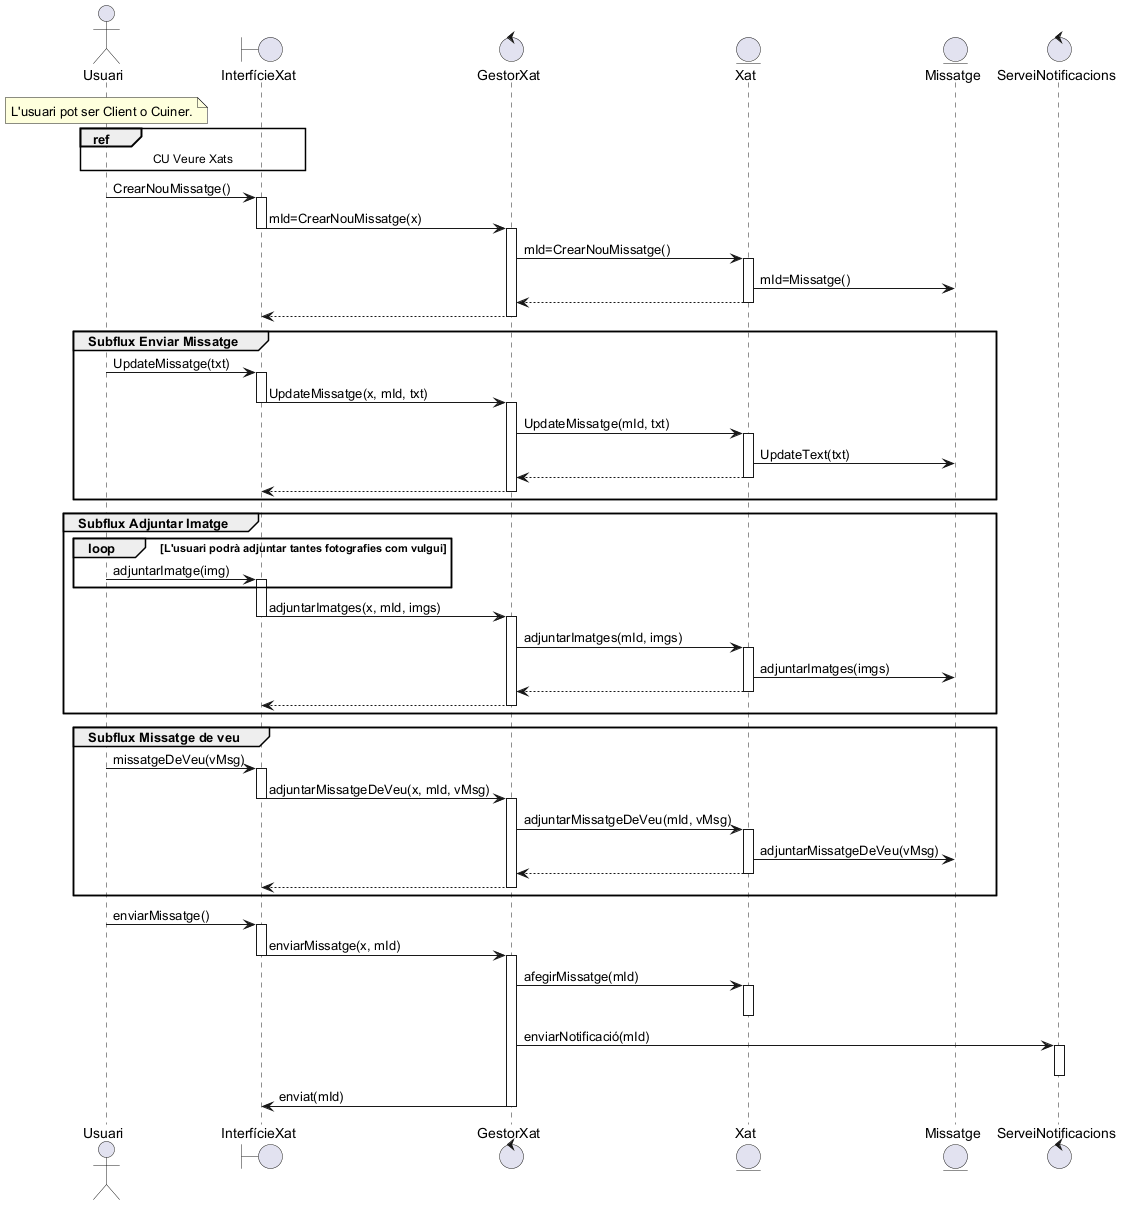 Usuari
InterfícieXat
GestorXat
Xat
Missatge
ServeiNotificacions
L'usuari pot ser Client o Cuiner.
ref
CU Veure Xats
CrearNouMissatge()
mId=CrearNouMissatge(x)
mId=CrearNouMissatge()
mId=Missatge()
Subflux Enviar Missatge
UpdateMissatge(txt)
UpdateMissatge(x, mId, txt)
UpdateMissatge(mId, txt)
UpdateText(txt)
Subflux Adjuntar Imatge
loop
[L'usuari podrà adjuntar tantes fotografies com vulgui]
adjuntarImatge(img)
adjuntarImatges(x, mId, imgs)
adjuntarImatges(mId, imgs)
adjuntarImatges(imgs)
Subflux Missatge de veu
missatgeDeVeu(vMsg)
adjuntarMissatgeDeVeu(x, mId, vMsg)
adjuntarMissatgeDeVeu(mId, vMsg)
adjuntarMissatgeDeVeu(vMsg)
enviarMissatge()
enviarMissatge(x, mId)
afegirMissatge(mId)
enviarNotificació(mId)
enviat(mId)
Usuari
InterfícieXat
GestorXat
Xat
Missatge
ServeiNotificacions